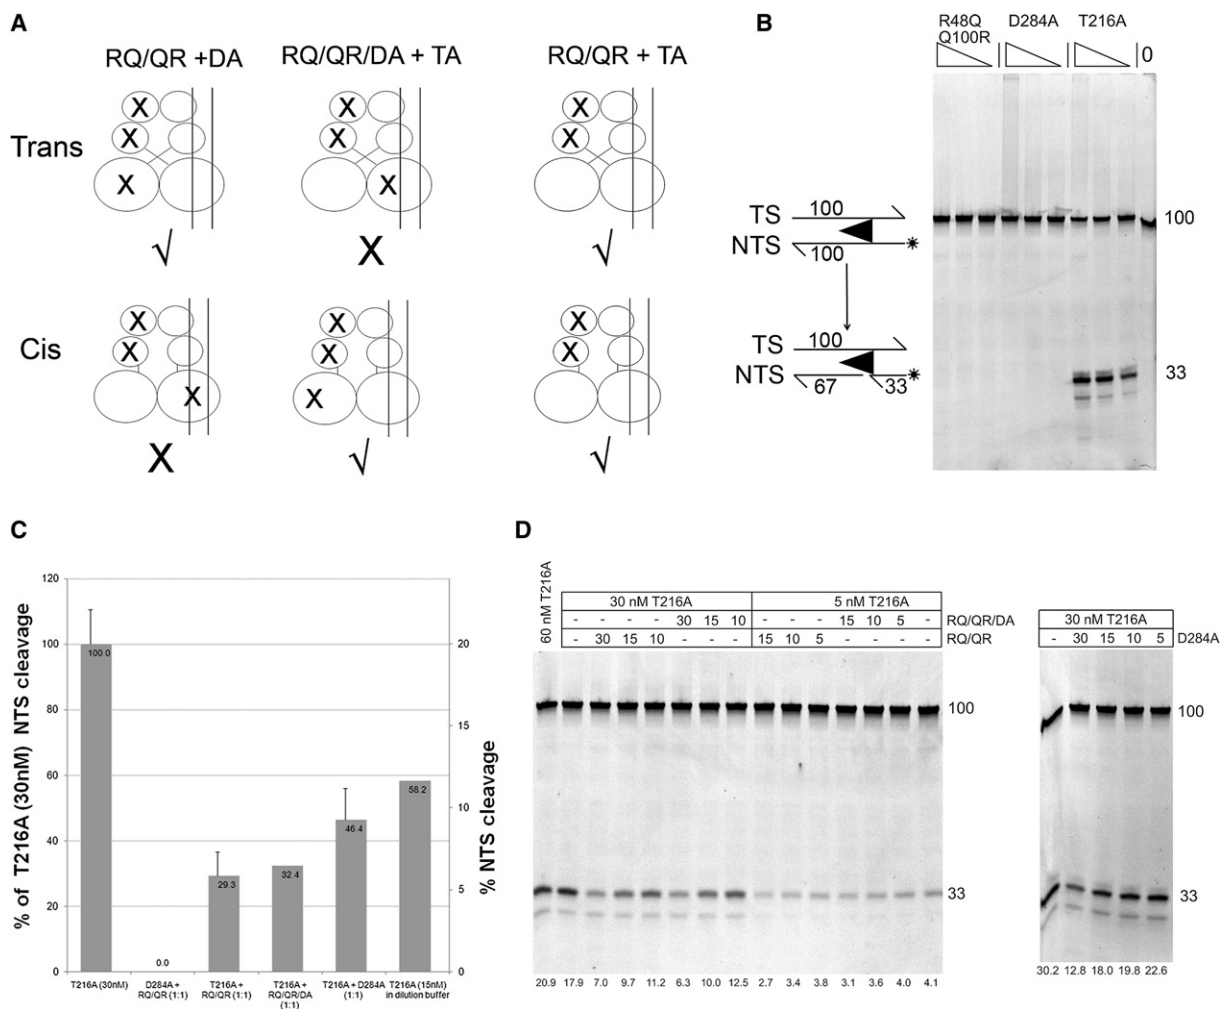 A
RQ/QR +DA
RQ/QR/DA + TA
RQ/QR + TA
Trans
X X X
X X X
X X
√
X
√
Cis
X X X
X X X
X X
X
√
√
B
R48Q
Q100R
D284A
T216A
0
TS 100
NTS 100
TS 100
NTS 67 33
100
33
C
% of T216A (30nM) NTS cleavage
120
100
80
60
40
20
0
100.0
0.0
29.3
32.4
46.4
58.2
20
15
10
5
0
% NTS cleavage
T216A (30nM)
D284A + RQ/QR (1:1)
T216A + RQ/QR (1:1)
T216A + RQ/QR/DA (1:1)
T216A + D284A (1:1)
T216A (15nM) in dilution buffer
D
60 nM T216A
30 nM T216A 5 nM T216A
- - - - 30 15 10 - - - 15 10 5 - RQ/QR/DA
- 30 15 10 - - - 15 10 5 - - - - RQ/QR
100
33
20.9 17.9 7.0 9.7 11.2 6.3 10.0 12.5 2.7 3.4 3.8 3.1 3.6 4.0 4.1
30 nM T216A
- 30 15 10 5 D284A
100
33
30.2 12.8 18.0 19.8 22.6